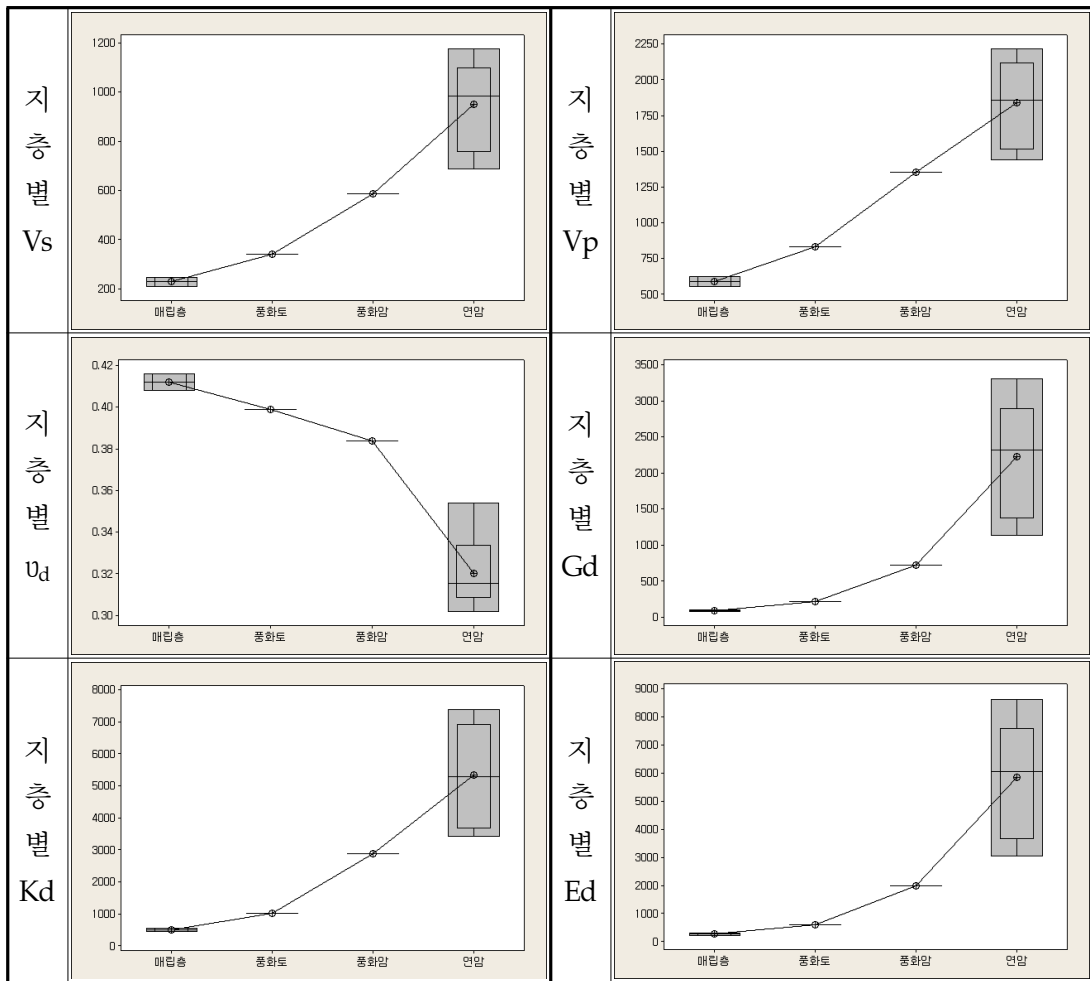 지
층
별
Vs
1200
1000
800
600
400
200
매립층 풍화토 풍화암 연암
지
층
별
Vp
2250
2000
1750
1500
1250
1000
750
500
매립층 풍화토 풍화암 연암
지
층
별
υd
0.42
0.40
0.38
0.36
0.34
0.32
0.30
매립층 풍화토 풍화암 연암
지
층
별
Gd
3500
3000
2500
2000
1500
1000
500
0
매립층 풍화토 풍화암 연암
지
층
별
Kd
8000
7000
6000
5000
4000
3000
2000
1000
0
매립층 풍화토 풍화암 연암
지
층
별
Ed
9000
8000
7000
6000
5000
4000
3000
2000
1000
0
매립층 풍화토 풍화암 연암